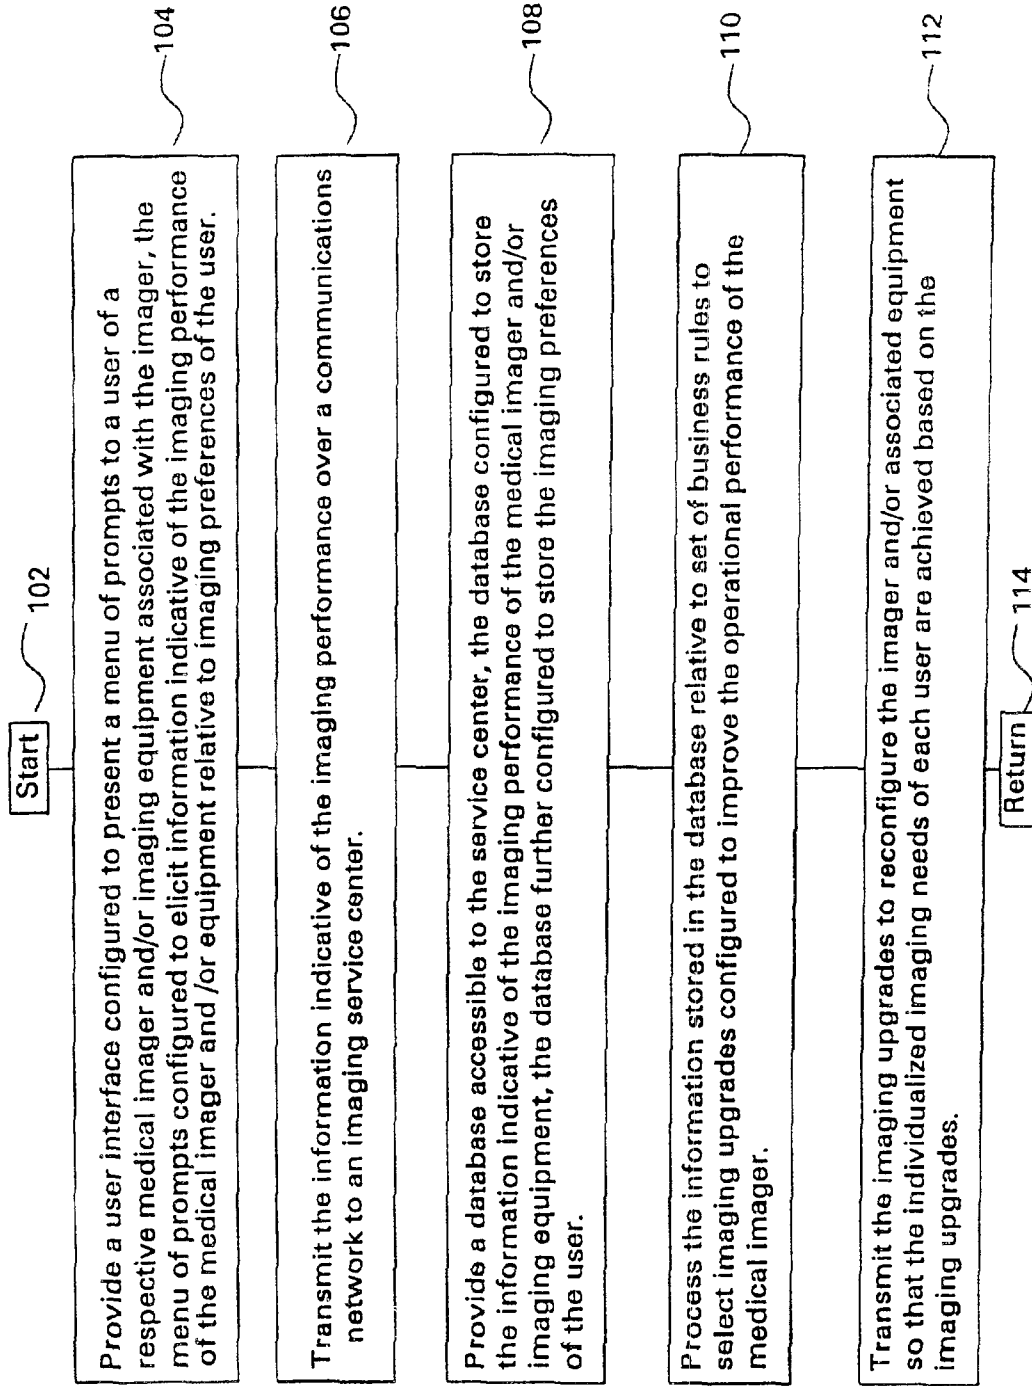 Start
102
Provide a user interface configured to present a menu of prompts to a user of a
respective medical imager and/or imaging equipment associated with the imager, the
menu of prompts configured to elicit information indicative of the imaging performance
of the medical imager and /or equipment relative to imaging preferences of the user.
104
Transmit the information indicative of the imaging performance over a communications
network to an imaging service center.
106
Provide a database accessible to the service center, the database configured to store
the information indicative of the imaging performance of the medical imager and/or
imaging equipment, the database further configured to store the imaging preferences
of the user.
108
Process the information stored in the database relative to set of business rules to
select imaging upgrades configured to improve the operational performance of the
medical imager.
110
Transmit the imaging upgrades to reconfigure the imager and/or associated equipment
so that the individualized imaging needs of each user are achieved based on the
imaging upgrades.
112
Return
114